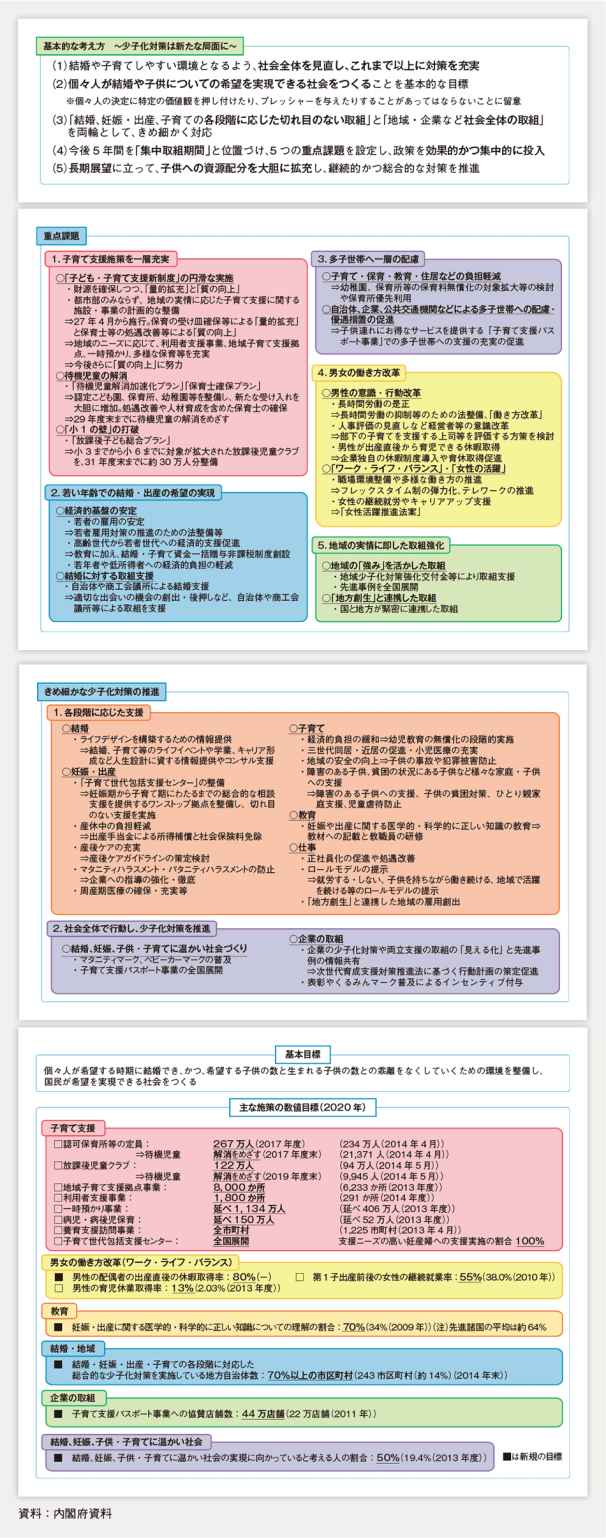 基本的な考え方　～少子化対策は新たな局面に～
（1）結婚や子育てしやすい環境となるよう、社会全体を見直し、これまで以上に対策を充実
（2）個々人が結婚や子供についての希望を実現できる社会をつくることを基本的な目標
※個々人の決定に特定の価値観を押し付けたり、プレッシャーを与えたりすることがあってはならないことに留意
（3）「結婚、妊娠・出産、子育ての各段階に応じた切れ目のない取組」と「地域・企業など社会全体の取組」
を両輪として、きめ細かく対応
（4）今後5年間を「集中取組期間」と位置づけ、5つの重点課題を設定し、政策を効果的かつ集中的に投入
（5）長期展望に立って、子供への資源配分を大胆に拡充し、継続的かつ総合的な対策を推進
重点課題
1．子育て支援施策を一層充実
○「子ども・子育て支援新制度」の円滑な実施
・財源を確保しつつ、「量的拡充」と「質の向上」
・都市部のみならず、地域の実情に応じた子育て支援に関する
施設・事業の計画的な整備
⇒27年4月から施行。保育の受け皿確保等による「量的拡充」
と保育士等の処遇改善等による「質の向上」
⇒地域のニーズに応じて、利用者支援事業、地域子育て支援拠
点、一時預かり、多様な保育等を充実
⇒今後さらに「質の向上」に努力
○待機児童の解消
・「待機児童解消加速化プラン」「保育士確保プラン」
⇒認定こども園、保育所、幼稚園等を整備し、新たな受け入れを
大胆に増加。処遇改善や人材育成を含めた保育士の確保
⇒29年度末までに待機児童の解消をめざす
○「小1の壁」の打破
・「放課後子ども総合プラン」
⇒小3までから小6までに対象が拡大された放課後児童クラブ
を、31年度末までに約30万人分整備
2．若い年齢での結婚・出産の希望の実現
○経済的基盤の安定
・若者の雇用の安定
⇒若者雇用対策の推進のための法整備等
・高齢世代から若者世代への経済的支援促進
⇒教育に加え、結婚・子育て資金一括贈与非課税制度創設
・若年者や低所得者への経済的負担の軽減
○結婚に対する取組支援
・自治体や商工会議所による結婚支援
⇒適切な出会いの機会の創出・後押しなど、自治体や商工会
議所等による取組を支援
3．多子世帯へ一層の配慮
○子育て・保育・教育・住居などの負担軽減
⇒幼稚園、保育所等の保育料無償化の対象拡大等の検討
や保育所優先利用
○自治体、企業、公共交通機関などによる多子世帯への配慮・
優遇措置の促進
⇒子供連れにお得なサービスを提供する「子育て支援パス
ポート事業」での多子世帯への支援の充実の促進
4．男女の働き方改革
○男性の意識・行動改革
・長時間労働の是正
⇒長時間労働の抑制等のための法整備、「働き方改革」
・人事評価の見直しなど経営者等の意識改革
⇒部下の子育てを支援する上司等を評価する方策を検討
・男性が出産直後から育児できる休暇取得
⇒企業独自の休暇制度導入や育休取得促進
○「ワーク・ライフ・バランス」・「女性の活躍」
・職場環境整備や多様な働き方の推進
⇒フレックスタイム制の弾力化、テレワークの推進
・女性の継続就労やキャリアアップ支援
⇒「女性活躍推進法案」
5．地域の実情に即した取組強化
○地域の「強み」を活かした取組
・地域少子化対策強化交付金等により取組支援
・先進事例を全国展開
○「地方創生」と連携した取組
・国と地方が緊密に連携した取組
きめ細かな少子化対策の推進
1．各段階に応じた支援
○結婚
・ライフデザインを構築するための情報提供
⇒結婚、子育て等のライフイベントや学業、キャリア形
成など人生設計に資する情報提供やコンサル支援
○妊娠・出産
・「子育て世代包括支援センター」の整備
⇒妊娠期から子育て期にわたるまでの総合的な相談
支援を提供するワンストップ拠点を整備し、切れ目
のない支援を実施
・産休中の負担軽減
⇒出産手当金による所得補償と社会保険料免除
・産後ケアの充実
⇒産後ケアガイドラインの策定検討
・マタニティハラスメント・パタニティハラスメントの防止
⇒企業への指導の強化・徹底
・周産期医療の確保・充実等
○子育て
・経済的負担の緩和⇒幼児教育の無償化の段階的実施
・三世代同居・近居の促進・小児医療の充実
・地域の安全の向上⇒子供の事故や犯罪被害防止
・障害のある子供、貧困の状況にある子供など様々な家庭・子供
への支援
⇒障害のある子供への支援、子供の貧困対策、ひとり親家
庭支援、児童虐待防止
○教育
・妊娠や出産に関する医学的・科学的に正しい知識の教育⇒
教材への記載と教職員の研修
○仕事
・正社員化の促進や処遇改善
・ロールモデルの提示
⇒就労する・しない、子供を持ちながら働き続ける、地域で活躍
を続ける等のロールモデルの提示
・「地方創生」と連携した地域の雇用創出
2．社会全体で行動し、少子化対策を推進
○結婚、妊娠、子供・子育てに温かい社会づくり
・マタニティマーク、ベビーカーマークの普及
・子育て支援パスポート事業の全国展開
○企業の取組
・企業の少子化対策や両立支援の取組の「見える化」と先進事
例の情報共有
⇒次世代育成支援対策推進法に基づく行動計画の策定促進
・表彰やくるみんマーク普及によるインセンティブ付与
基本目標
個々人が希望する時期に結婚でき、かつ、希望する子供の数と生まれる子供の数との乖離をなくしていくための環境を整備し、
国民が希望を実現できる社会をつくる
主な施策の数値目標（2020年）
子育て支援
□認可保育所等の定員： 267万人（2017年度） （234万人（2014年4月））
⇒待機児童 解消をめざす（2017年度末） （21,371人（2014年4月））
□放課後児童クラブ： 122万人 （94万人（2014年5月））
⇒待機児童 解消をめざす（2019年度末） （9,945人（2014年5月））
□地域子育て支援拠点事業： 8,000か所 （6,233か所（2013年度））
□利用者支援事業： 1,800か所 （291か所（2014年度））
□一時預かり事業： 延べ1,134万人 （延べ406万人（2013年度））
□病児・病後児保育： 延べ150万人 （延べ52万人（2013年度））
□養育支援訪問事業： 全市町村 （1,225市町村（2013年4月））
□子育て世代包括支援センター： 全国展開 支援ニーズの高い妊産婦への支援実施の割合 100%
男女の働き方改革（ワーク・ライフ・バランス）
■ 男性の配偶者の出産直後の休暇取得率：80%（－） □ 第1子出産前後の女性の継続就業率：55%（38.0%（2010年））
□ 男性の育児休業取得率：13%（2.03%（2013年度））
教育
■ 妊娠・出産に関する医学的・科学的に正しい知識についての理解の割合：70%（34%（2009年））（注）先進諸国の平均は約64%
結婚・地域
■ 結婚・妊娠・出産・子育ての各段階に対応した
総合的な少子化対策を実施している地方自治体数：70%以上の市区町村（243市区町村（約14%）（2014年末））
企業の取組
■ 子育て支援パスポート事業への協賛店舗数：44万店舗（22万店舗（2011年））
結婚、妊娠、子供・子育てに温かい社会
■ 結婚、妊娠、子供・子育てに温かい社会の実現に向かっていると考える人の割合：50%（19.4%（2013年度））
■は新規の目標
資料：内閣府資料